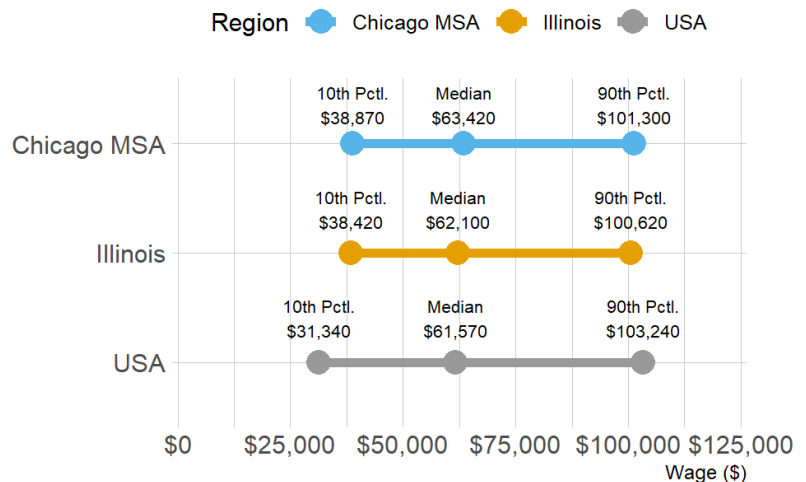 Region Chicago MSA Illinois USA
10th Pctl. Median 90th Pctl.
$38,870 $63,420 $101,300
Chicago MSA
10th Pctl. Median 90th Pctl.
$38,420 $62,100 $100,620
Illinois
10th Pctl. Median 90th Pctl.
$31,340 $61,570 $103,240
USA
$0 $25,000 $50,000 $75,000 $100,000 $125,000
Wage ($)